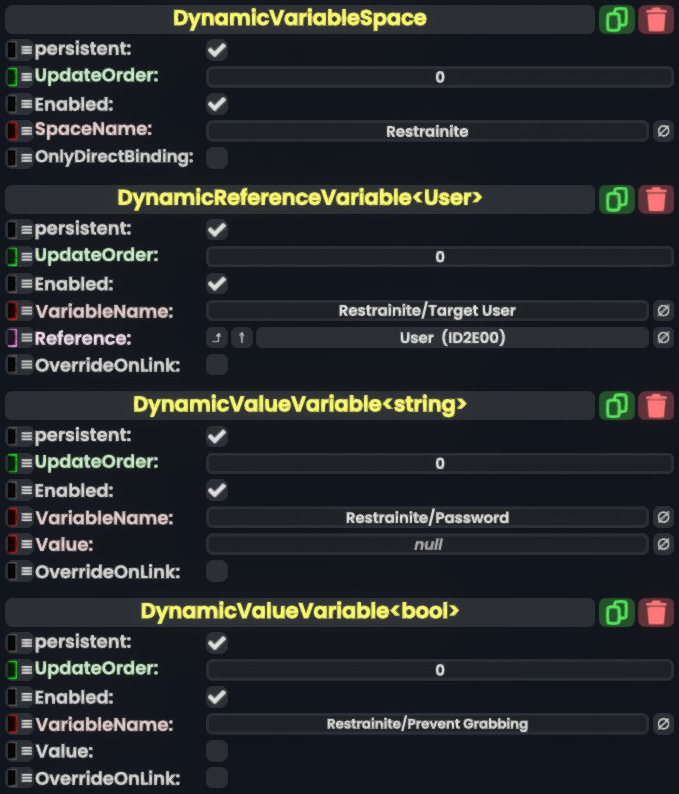 DynamicVariableSpace
persistent:
UpdateOrder: 0
Enabled:
SpaceName: Restrainite Ø
OnlyDirectBinding:
DynamicReferenceVariable<User>
persistent:
UpdateOrder: 0
Enabled:
VariableName: Restrainite/Target User Ø
Reference: User (ID2E00) Ø
OverrideOnLink:
DynamicValueVariable<string>
persistent:
UpdateOrder: 0
Enabled:
VariableName: Restrainite/Password Ø
Value: null Ø
OverrideOnLink:
DynamicValueVariable<bool>
persistent:
UpdateOrder: 0
Enabled:
VariableName: Restrainite/Prevent Grabbing Ø
Value:
OverrideOnLink: